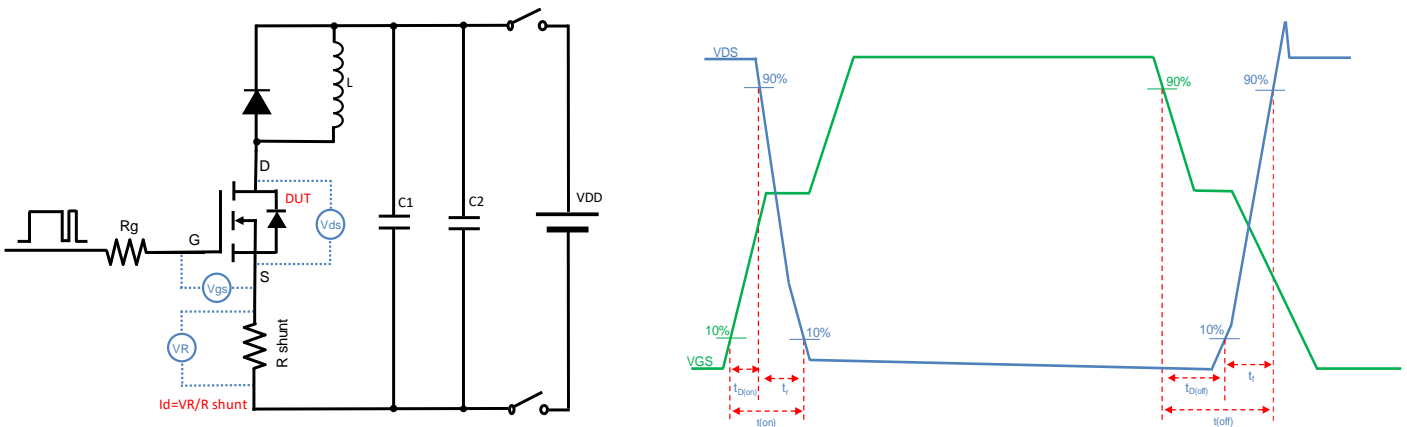 L
D
DUT
Vds
Rg
G
S
Vgs
VR
R shunt
Id=VR/R shunt
C1
C2
VDD
VDS
90%
10%
VGS
10%
tD(on)
tr
t(on)
90%
90%
10%
tD(off)
tf
t(off)